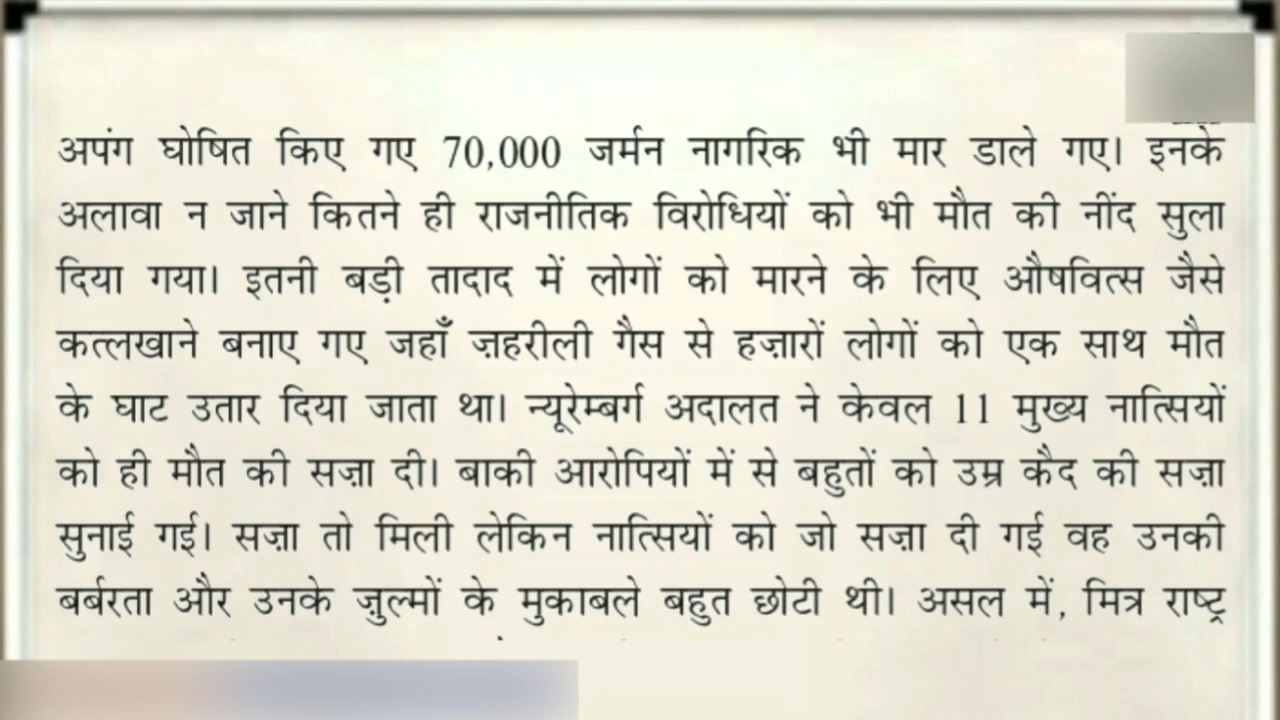 अपंग घोषित किए गए 70,000 जर्मन नागरिक भी मार डाले गए। इनके
अलावा न जाने कितने ही राजनीतिक विरोधियों को भी मौत की नींद सुला
दिया गया। इतनी बड़ी तादाद में लोगों को मारने के लिए औषवित्स जैसे
कत्लखाने बनाए गए जहाँ ज़हरीली गैस से हज़ारों लोगों को एक साथ मौत
के घाट उतार दिया जाता था। न्यूरेम्बर्ग अदालत ने केवल 11 मुख्य नात्सियों
को ही मौत की सज़ा दी। बाकी आरोपियों में से बहुतों को उम्र कैद की सज़ा
सुनाई गई। सज़ा तो मिली लेकिन नात्सियों को जो सज़ा दी गई वह उनकी
बर्बरता और उनके ज़ुल्मों के मुकाबले बहुत छोटी थी। असल में, मित्र राष्ट्र